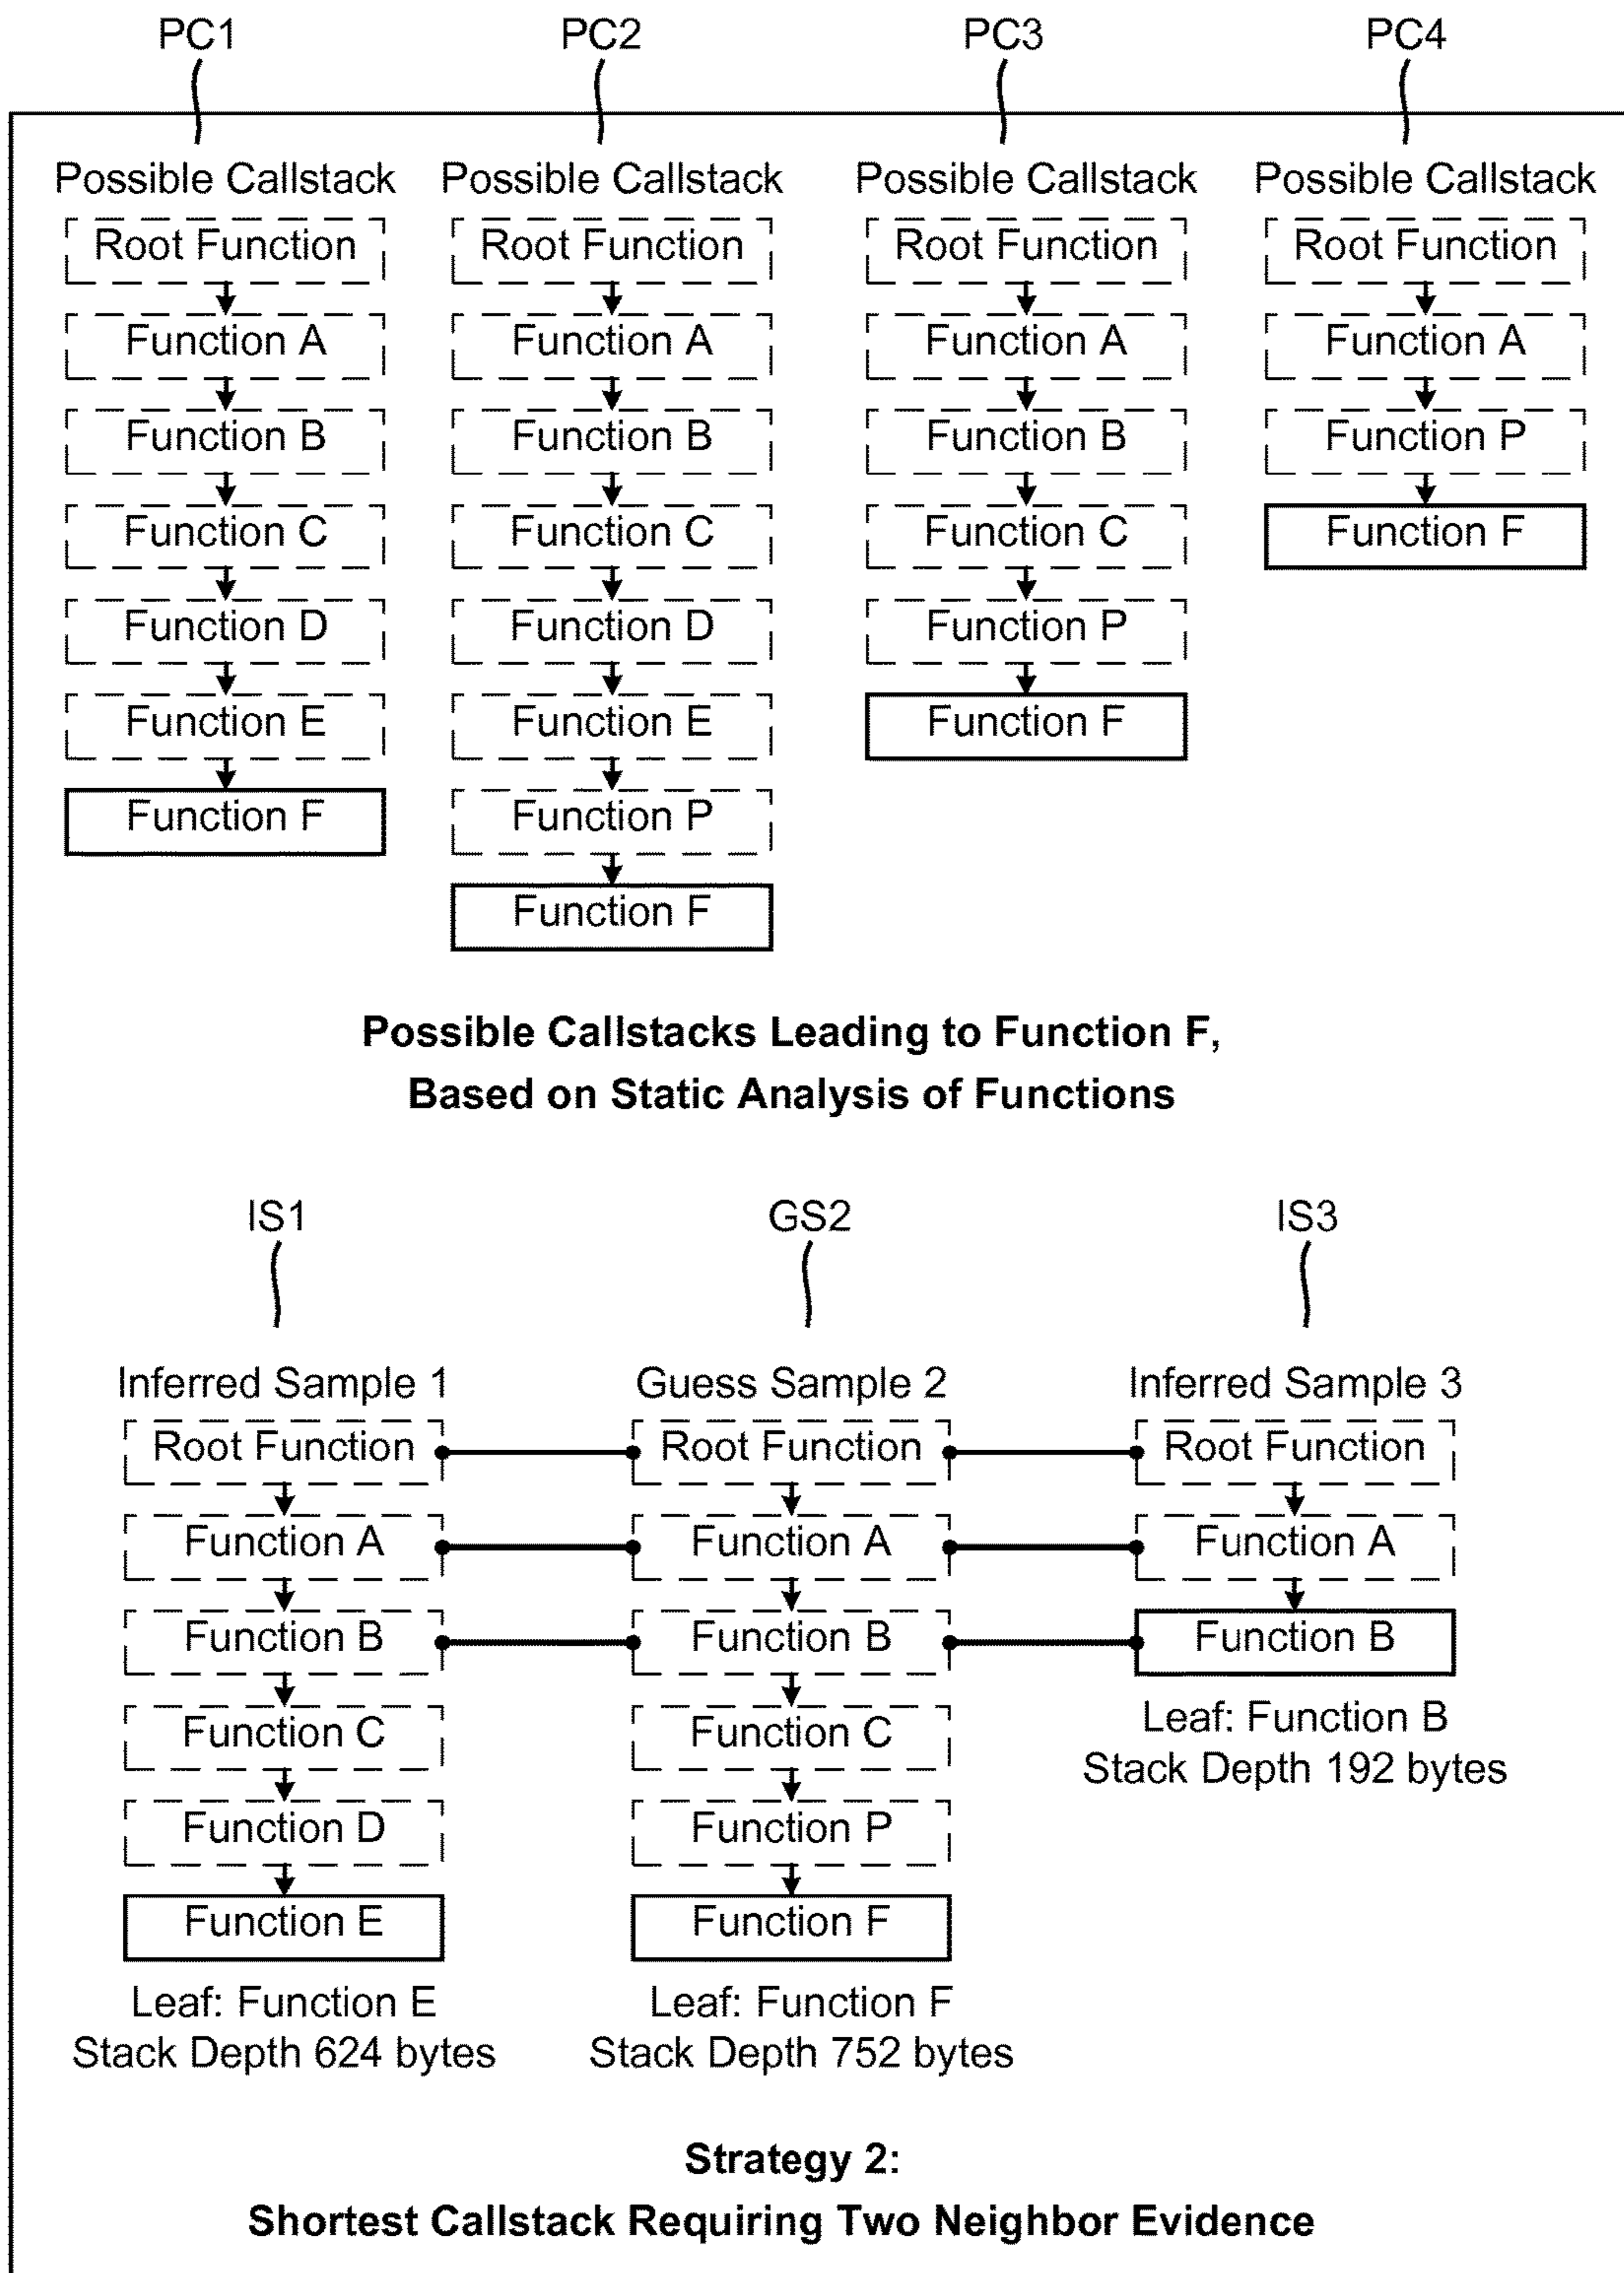 PC1 PC2 PC3 PC4
Possible Callstack Possible Callstack Possible Callstack Possible Callstack
Root Function Root Function Root Function Root Function
Function A Function A Function A Function A
Function B Function B Function B Function P
Function C Function C Function C Function F
Function D Function D Function P
Function E Function E Function F
Function F Function P
Function F
Possible Callstacks Leading to Function F,
Based on Static Analysis of Functions
IS1 GS2 IS3
Inferred Sample 1 Guess Sample 2 Inferred Sample 3
Root Function Root Function Root Function
Function A Function A Function A
Function B Function B Function B
Function C Function C Leaf: Function B
Stack Depth 192 bytes
Function D Function P
Function E Function F
Leaf: Function E Leaf: Function F
Stack Depth 624 bytes Stack Depth 752 bytes
Strategy 2:
Shortest Callstack Requiring Two Neighbor Evidence